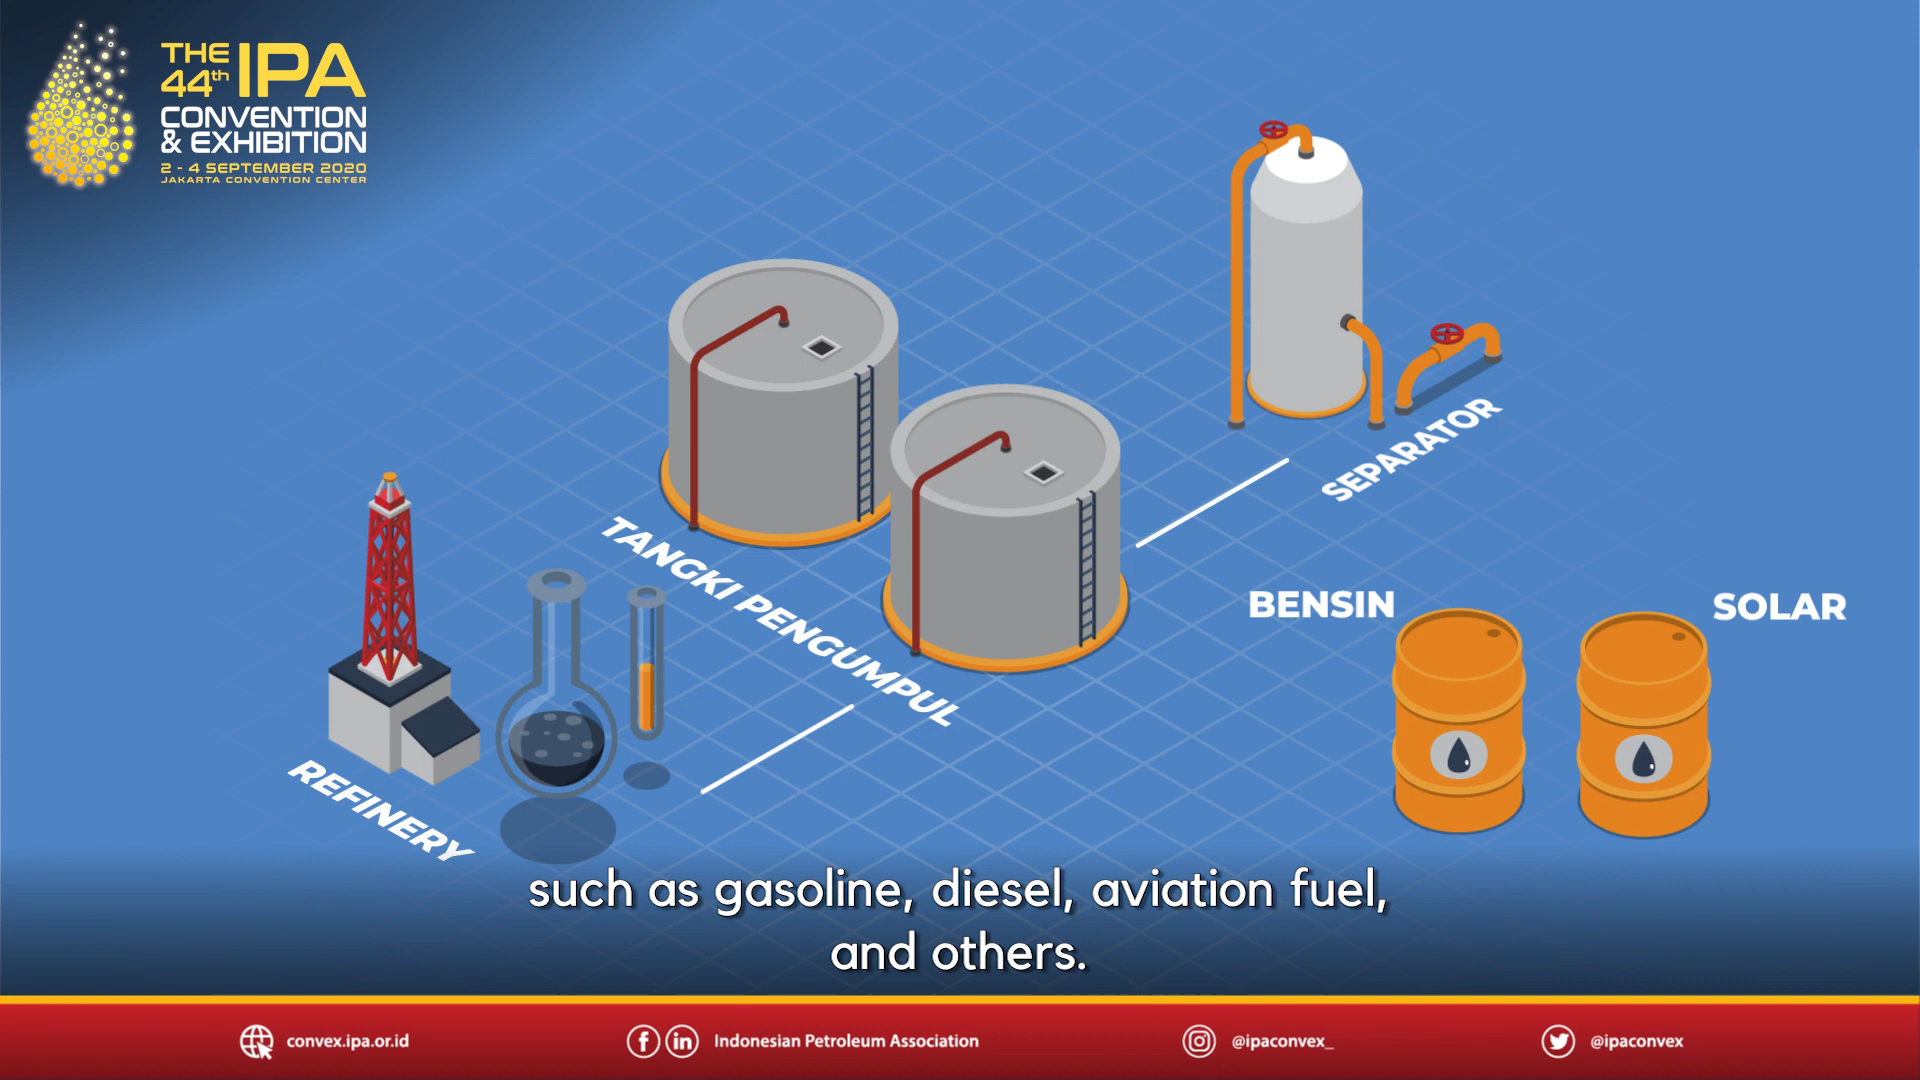 THE
44th IPA
CONVENTION
& EXHIBITION
2 - 4 SEPTEMBER 2020
JAKARTA CONVENTION CENTER
SEPARATOR
TANGKI PENGUMPUL
BENSIN
SOLAR
REFINERY
such as gasoline, diesel, aviation fuel,
and others.
convex.ipa.or.id
Indonesian Petroleum Association
@ipaconvex_
@ipaconvex